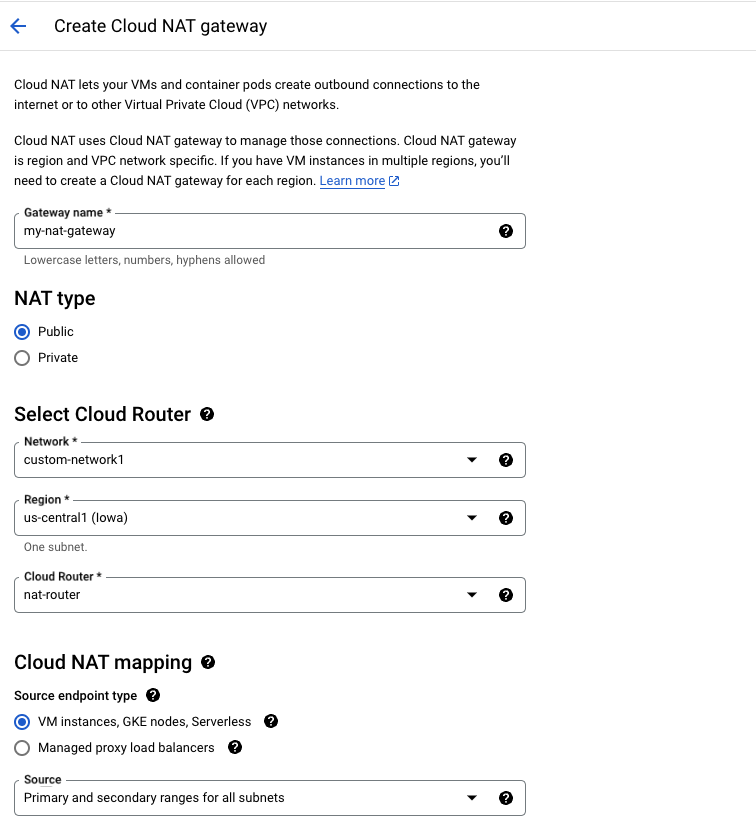 Create Cloud NAT gateway
Cloud NAT lets your VMs and container pods create outbound connections to the
internet or to other Virtual Private Cloud (VPC) networks.
Cloud NAT uses Cloud NAT gateway to manage those connections. Cloud NAT gateway
is region and VPC network specific. If you have VM instances in multiple regions, you’ll
need to create a Cloud NAT gateway for each region. Learn more
Gateway name *
my-nat-gateway
Lowercase letters, numbers, hyphens allowed
NAT type
Public
Private
Select Cloud Router
Network *
custom-network1
Region *
us-central1 (Iowa)
One subnet.
Cloud Router *
nat-router
Cloud NAT mapping
Source endpoint type
VM instances, GKE nodes, Serverless
Managed proxy load balancers
Source
Primary and secondary ranges for all subnets